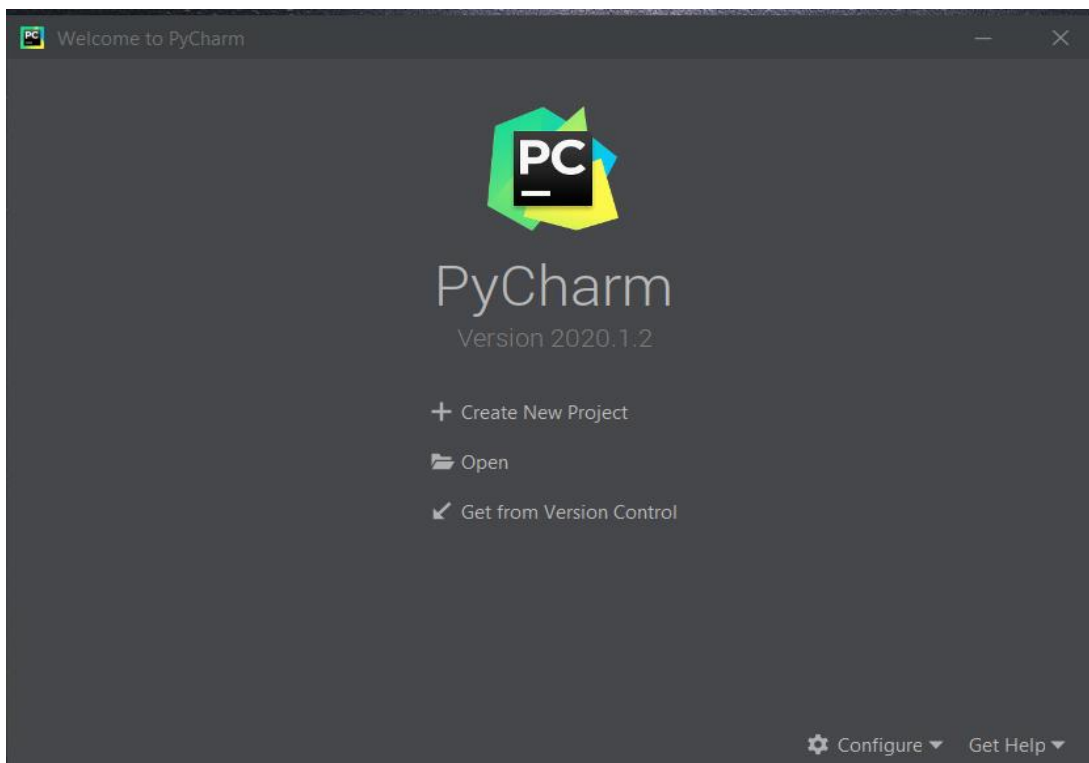 PC
Welcome to PyCharm
PC
PyCharm
Version 2020.1.2
Create New Project
Open
Get from Version Control
Configure
Get Help